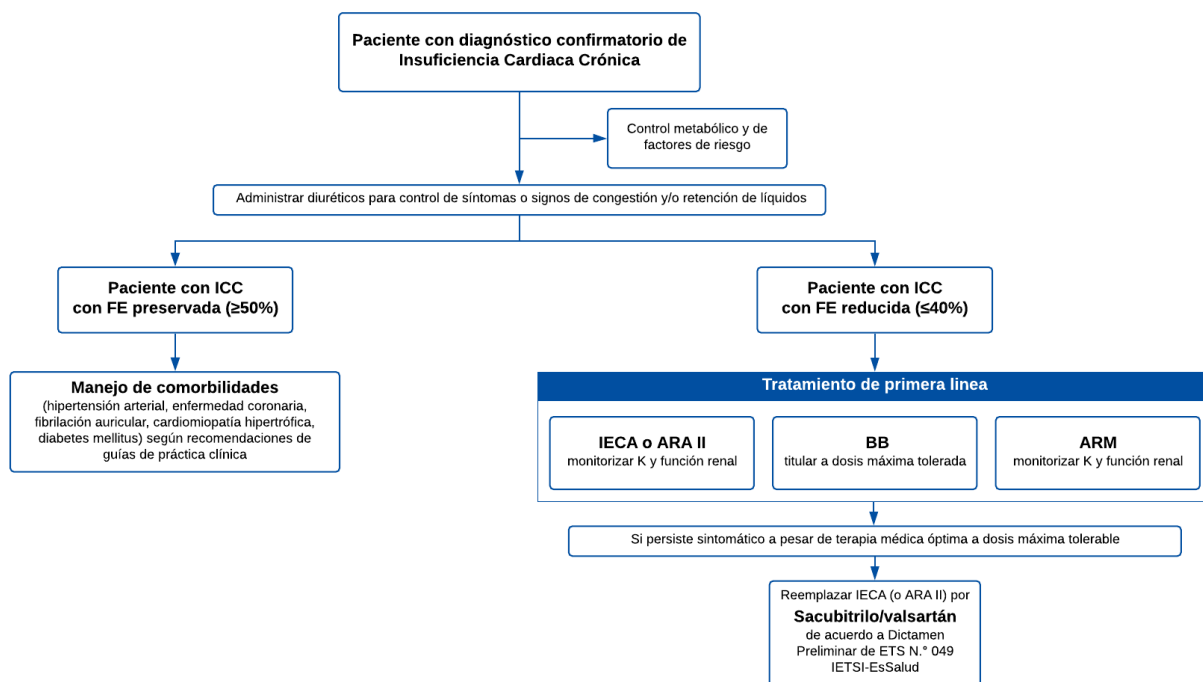 Paciente con diagnóstico confirmatorio de
Insuficiencia Cardiaca Crónica
Control metabólico y de
factores de riesgo
Administrar diuréticos para control de síntomas o signos de congestión y/o retención de líquidos
Paciente con ICC
con FE preservada (≥50%)
Paciente con ICC
con FE reducida (≤40%)
Manejo de comorbilidades
(hipertensión arterial, enfermedad coronaria,
fibrilación auricular, cardiomiopatía hipertrófica,
diabetes mellitus) según recomendaciones de
guías de práctica clínica
Tratamiento de primera linea
IECA o ARA II
monitorizar K y función renal
BB
titular a dosis máxima tolerada
ARM
monitorizar K y función renal
Si persiste sintomático a pesar de terapia médica óptima a dosis máxima tolerable
Reemplazar IECA (o ARA II) por
Sacubitrilo/valsartán
de acuerdo a Dictamen
Preliminar de ETS N.° 049
IETSI-EsSalud